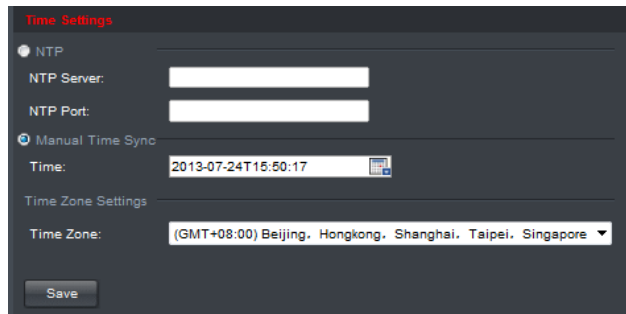 Time Settings
NTP
NTP Server:
NTP Port:
Manual Time Sync
Time: 2013-07-24T15:50:17
Time Zone Settings
Time Zone: (GMT+08:00) Beijing, Hongkong, Shanghai, Taipei, Singapore
Save